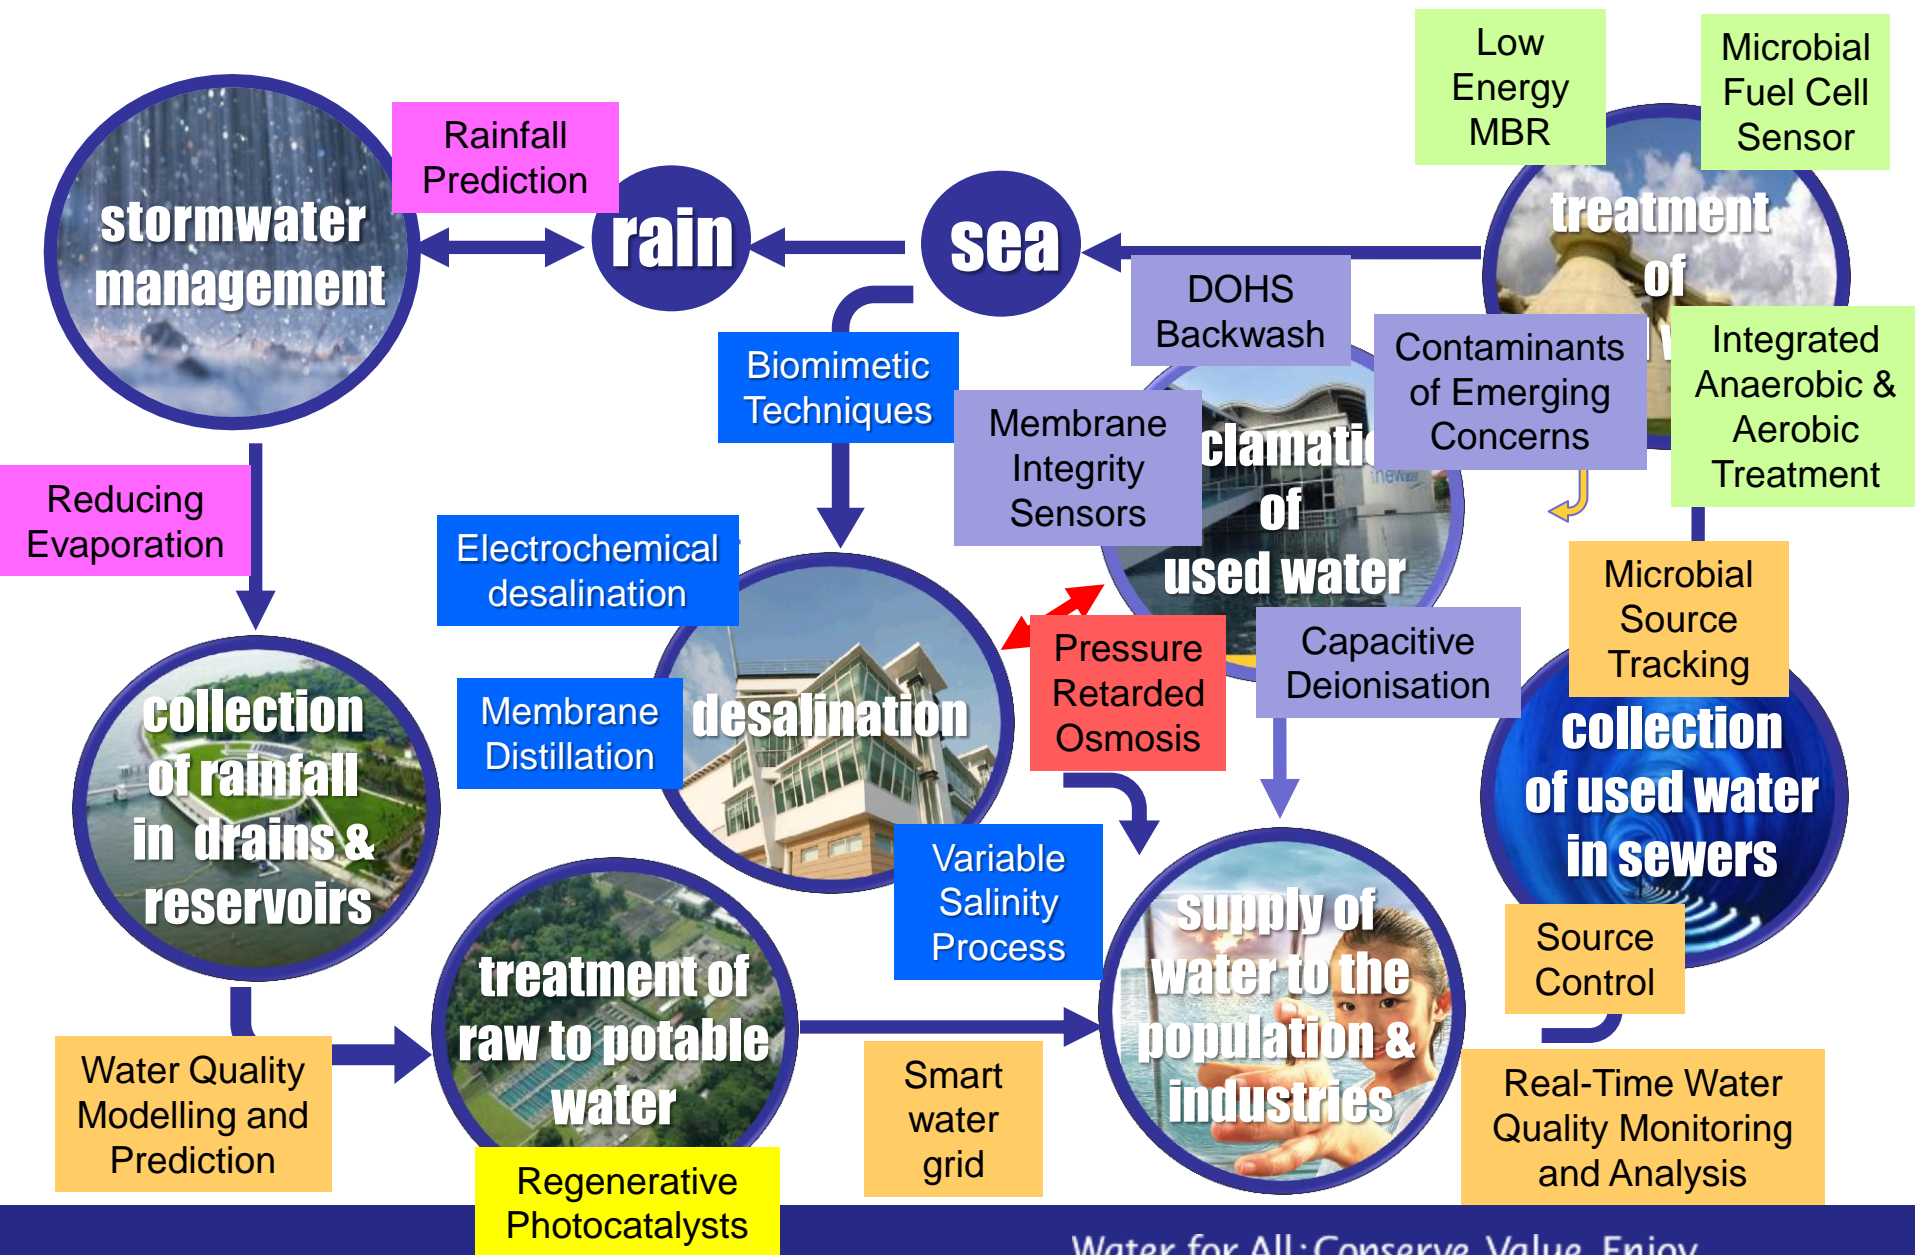 Low
Energy
MBR
Microbial
Fuel Cell
Sensor
Rainfall
Prediction
stormwater
management
rain
sea
treatment
of
DOHS
Backwash
Contaminants
of Emerging
Concerns
Integrated
Anaerobic &
Aerobic
Treatment
Biomimetic
Techniques
Membrane
Integrity
Sensors
of
used water
Reducing
Evaporation
Electrochemical
desalination
Microbial
Source
Tracking
Pressure
Retarded
Osmosis
Capacitive
Deionisation
Membrane
Distillation
desalination
collection
of rainfall
in drains &
reservoirs
collection
of used water
in sewers
Variable
Salinity
Process
Source
Control
supply of
water to the
population &
industries
treatment of
raw to potable
water
Water Quality
Modelling and
Prediction
Smart
water
grid
Real-Time Water
Quality Monitoring
and Analysis
Regenerative
Photocatalysts
Water for All: Conserve, Value, Enjoy